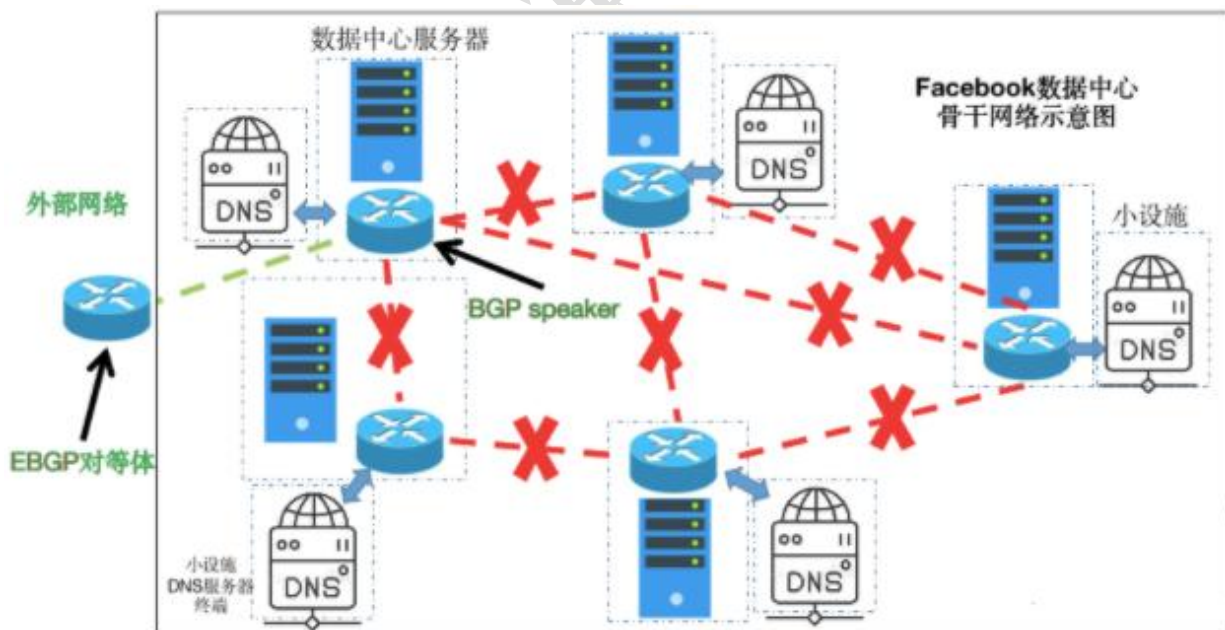 数据中心服务器
Facebook数据中心
骨干网络示意图
DNS
DNS
外部网络
DNS
小设施
BGP speaker
DNS
EBGP对等体
小设施
DNS服务器
终端
DNS
DNS